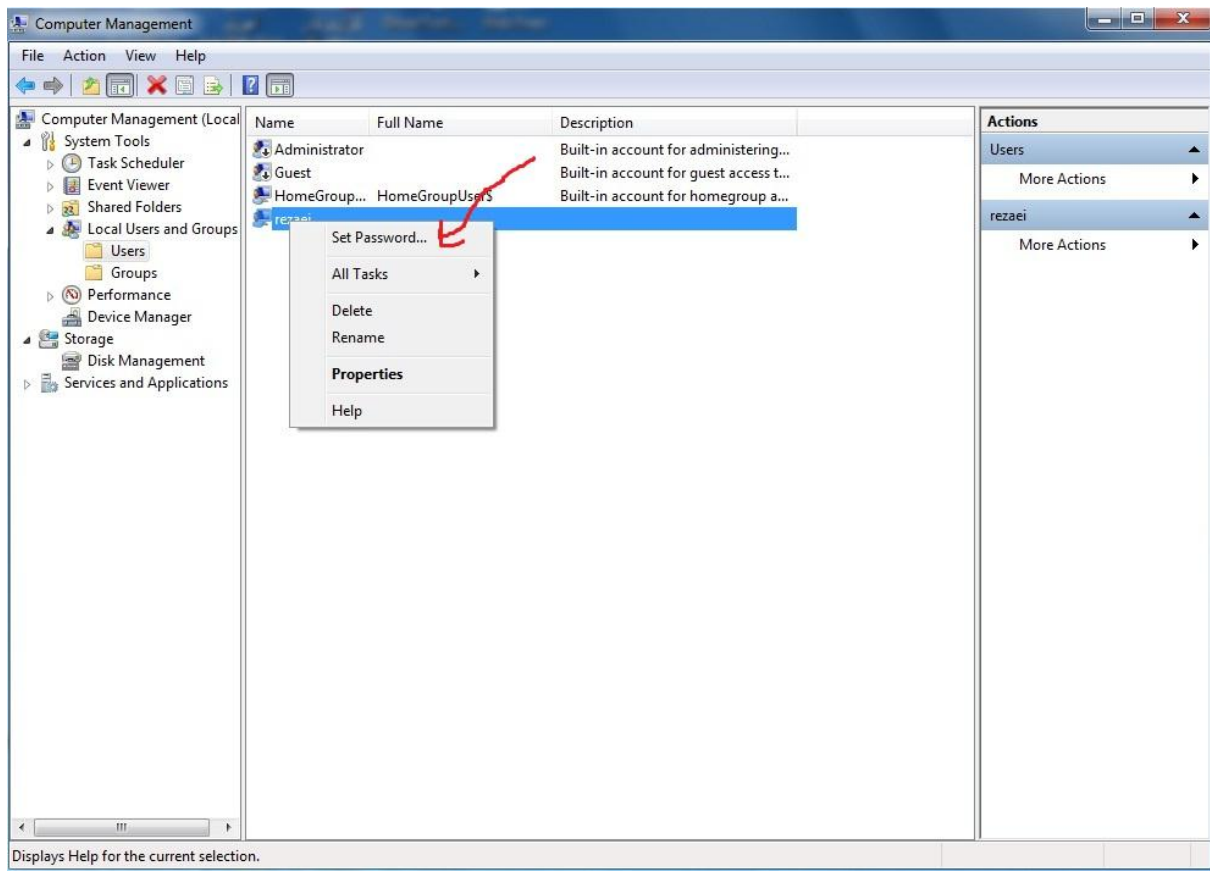 Computer Management
File Action View Help
Computer Management (Local
System Tools
Task Scheduler
Event Viewer
Shared Folders
Local Users and Groups
Users
Groups
Performance
Device Manager
Storage
Disk Management
Services and Applications
Name Full Name Description
Administrator Built-in account for administering...
Guest Built-in account for guest access t...
HomeGroup... HomeGroupUser$ Built-in account for homegroup a...
rezaei
Set Password...
All Tasks
Delete
Rename
Properties
Help
Actions
Users
More Actions
rezaei
More Actions
Displays Help for the current selection.